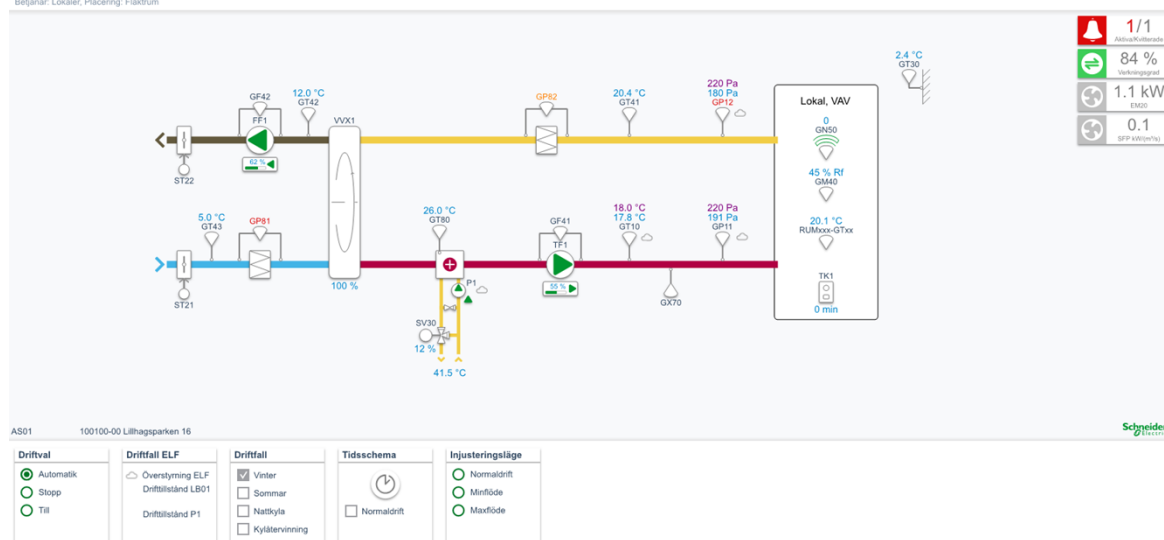 Betjänar: Lokaler, Placering: Fläktrum
1/1
Aktiva/Kvitterade
84 %
Verkningsgrad
1.1 kW
EM20
0.1
SFP kW/(m³/s)
2.4 °C
GT30
GF42
FF1
62 %
12.0 °C
GT42
VVX1
GP82
20.4 °C
GT41
220 Pa
180 Pa
GP12
ST22
Lokal, VAV
0
GN50
45 % Rf
GM40
20.1 °C
RUMxxx-GTxx
TK1
0 min
5.0 °C
GT43
GP81
ST21
100 %
26.0 °C
GT80
GF41
TF1
55 %
18.0 °C
17.8 °C
GT10
220 Pa
191 Pa
GP11
GX70
P1
SV30
12 %
41.5 °C
AS01
100100-00 Lillhagsparken 16
Schneider
Electric
Driftval
Automatik
Stopp
Till
Driftfall ELF
Överstyrning ELF
Drifttillstånd LB01
Drifttillstånd P1
Driftfall
Vinter
Sommar
Nattkyla
Kylåtervinning
Tidsschema
Normaldrift
Injusteringsläge
Normaldrift
Minflöde
Maxflöde